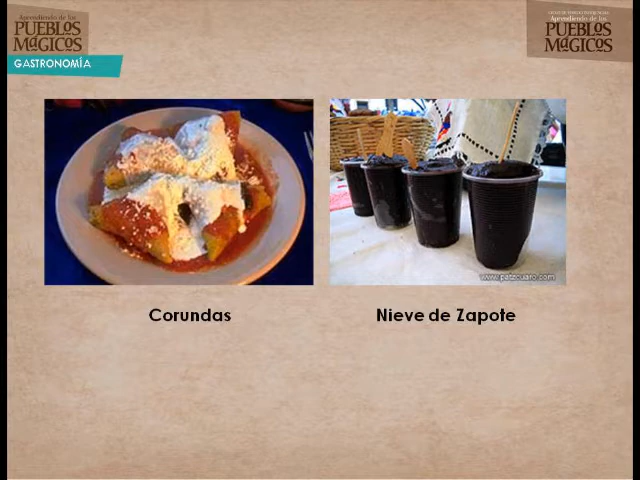 Aprendiendo de los
PUEBLOS
MÁGICOS
GASTRONOMÍA
Aprendiendo de los
PUEBLOS
MÁGICOS
www.patzcuaro.com
Corundas
Nieve de Zapote